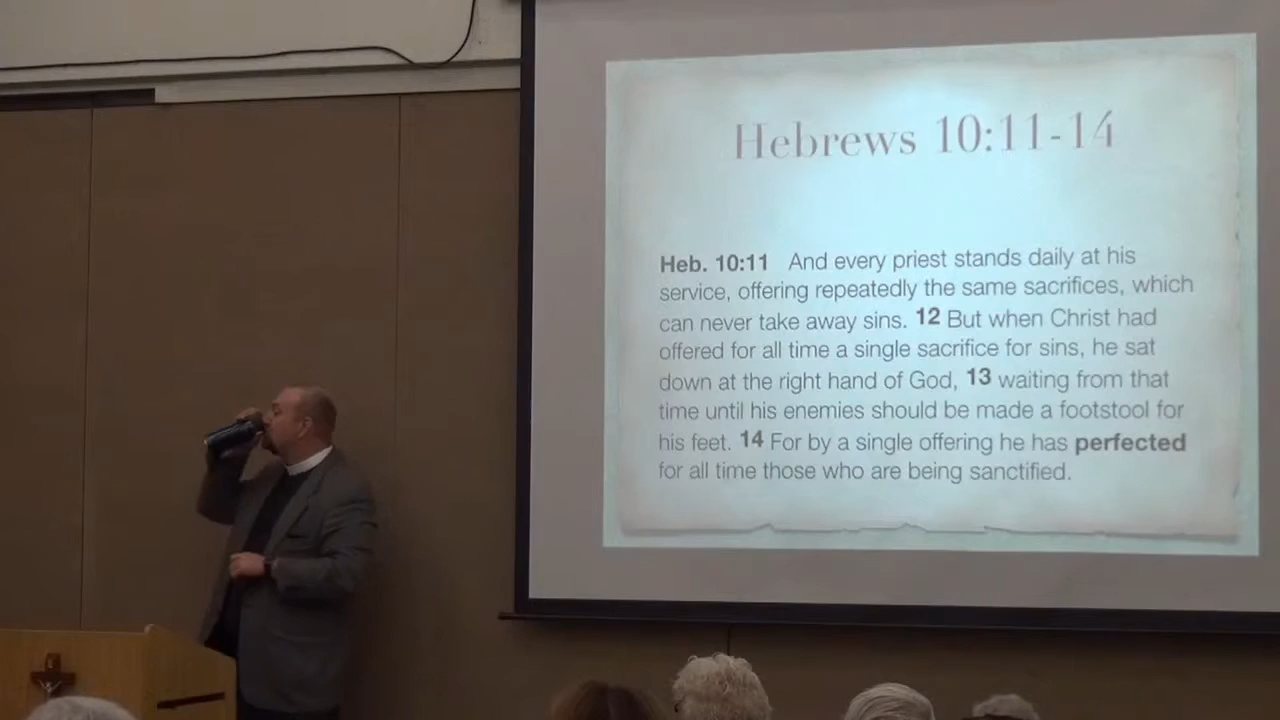 Hebrews 10:11-14
Heb. 10:11 And every priest stands daily at his
service, offering repeatedly the same sacrifices, which
can never take away sins. 12 But when Christ had
offered for all time a single sacrifice for sins, he sat
down at the right hand of God, 13 waiting from that
time until his enemies should be made a footstool for
his feet. 14 For by a single offering he has perfected
for all time those who are being sanctified.